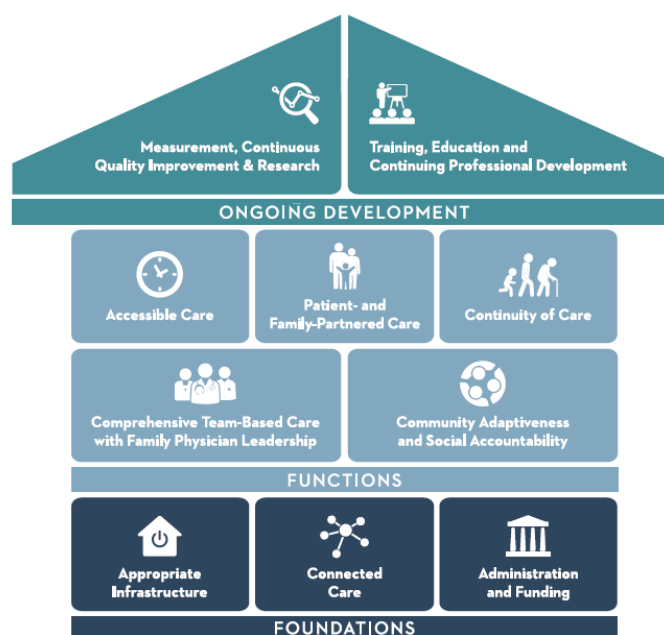 Measurement, Continuous
Quality Improvement & Research
Training, Education and
Continuing Professional Development
ONGOING DEVELOPMENT
Accessible Care
Patient- and
Family-Partnered Care
Continuity of Care
Comprehensive Team-Based Care
with Family Physician Leadership
Community Adaptiveness
and Social Accountability
FUNCTIONS
Appropriate
Infrastructure
Connected
Care
Administration
and Funding
FOUNDATIONS